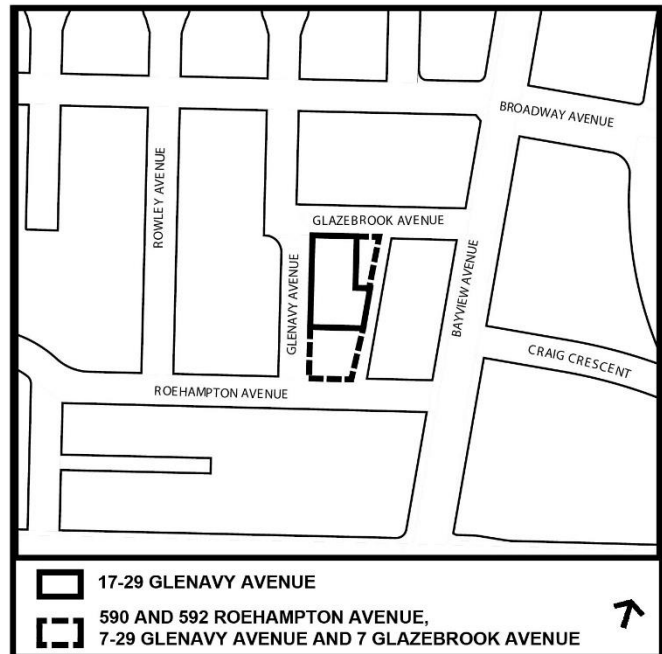 BROADWAY AVENUE
ROWLEY AVENUE
GLAZEBROOK AVENUE
GLENAVY AVENUE
BAYVIEW AVENUE
CRAIG CRESCENT
ROEHAMPTON AVENUE
17-29 GLENAVY AVENUE
590 AND 592 ROEHAMPTON AVENUE,
7-29 GLENAVY AVENUE AND 7 GLAZEBROOK AVENUE